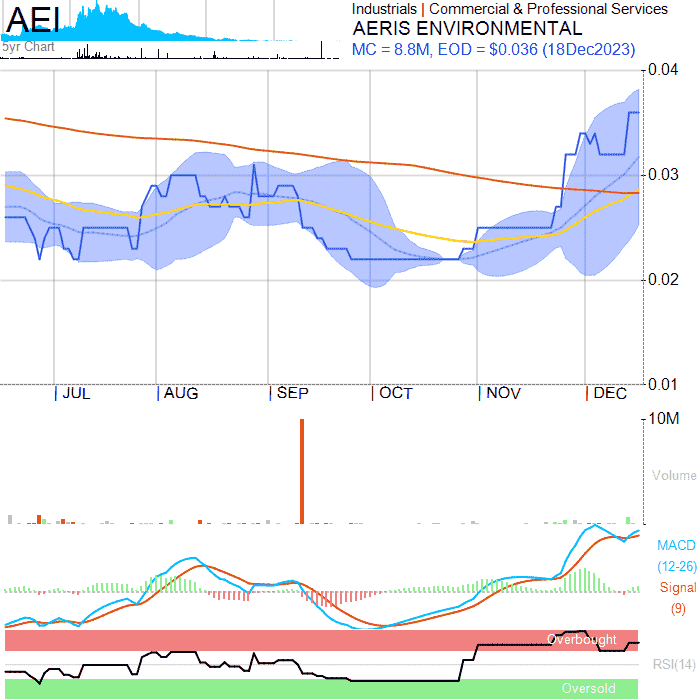 AEI
5yr Chart
Industrials | Commercial & Professional Services
AERIS ENVIRONMENTAL
MC = 8.8M, EOD = $0.036 (18Dec2023)
0.04
0.03
0.02
0.01
| JUL | AUG | SEP | OCT | NOV | DEC
10M
Volume
MACD
(12-26)
Signal
(9)
Overbought
RSI(14)
Oversold